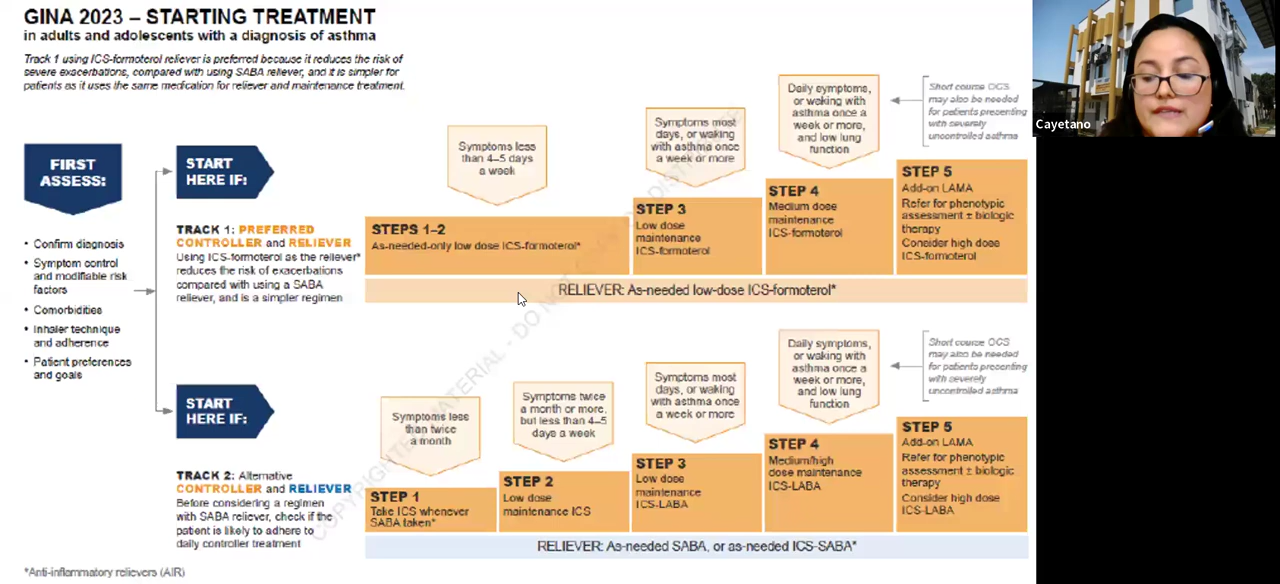 GINA 2023 – STARTING TREATMENT
in adults and adolescents with a diagnosis of asthma
Track 1 using ICS-formoterol reliever is preferred because it reduces the risk of
severe exacerbations, compared with using SABA reliever, and it is simpler for
patients as it uses the same medication for reliever and maintenance treatment.
Cayetano
FIRST
ASSESS:
• Confirm diagnosis
• Symptom control
and modifiable risk
factors
• Comorbidities
• Inhaler technique
and adherence
• Patient preferences
and goals
START
HERE IF:
TRACK 1: PREFERRED
CONTROLLER and RELIEVER
Using ICS-formoterol as the reliever*
reduces the risk of exacerbations
compared with using a SABA
reliever, and is a simpler regimen
Symptoms less
than 4–5 days
a week
Symptoms most
days, or waking
with asthma once
a week or more
Daily symptoms,
or waking with
asthma once a
week or more,
and low lung
function
Short course OCS
may also be needed
for patients presenting
with severely
uncontrolled asthma
STEPS 1–2
As-needed-only low dose ICS-formoterol*
STEP 3
Low dose
maintenance
ICS-formoterol
STEP 4
Medium dose
maintenance
ICS-formoterol
STEP 5
Add-on LAMA
Refer for phenotypic
assessment ± biologic
therapy
Consider high dose
ICS-formoterol
RELIEVER: As-needed low-dose ICS-formoterol*
START
HERE IF:
TRACK 2: Alternative
CONTROLLER and RELIEVER
Before considering a regimen
with SABA reliever, check if the
patient is likely to adhere to
daily controller treatment
Symptoms less
than twice
a month
Symptoms twice
a month or more,
but less than 4–5
days a week
Symptoms most
days, or waking
with asthma once
a week or more
Daily symptoms,
or waking with
asthma once a
week or more,
and low lung
function
Short course OCS
may also be needed
for patients presenting
with severely
uncontrolled asthma
STEP 1
Take ICS whenever
SABA taken*
STEP 2
Low dose
maintenance ICS
STEP 3
Low dose
maintenance
ICS-LABA
STEP 4
Medium/high
dose maintenance
ICS-LABA
STEP 5
Add-on LAMA
Refer for phenotypic
assessment ± biologic
therapy
Consider high dose
ICS-LABA
RELIEVER: As-needed SABA, or as-needed ICS-SABA*
*Anti-inflammatory relievers (AIR)